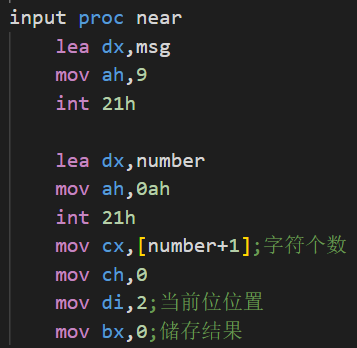 input proc near
lea dx,msg
mov ah,9
int 21h
lea dx,number
mov ah,0ah
int 21h
mov cx,[number+1];字符个数
mov ch,0
mov di,2;当前位位置
mov bx,0;储存结果